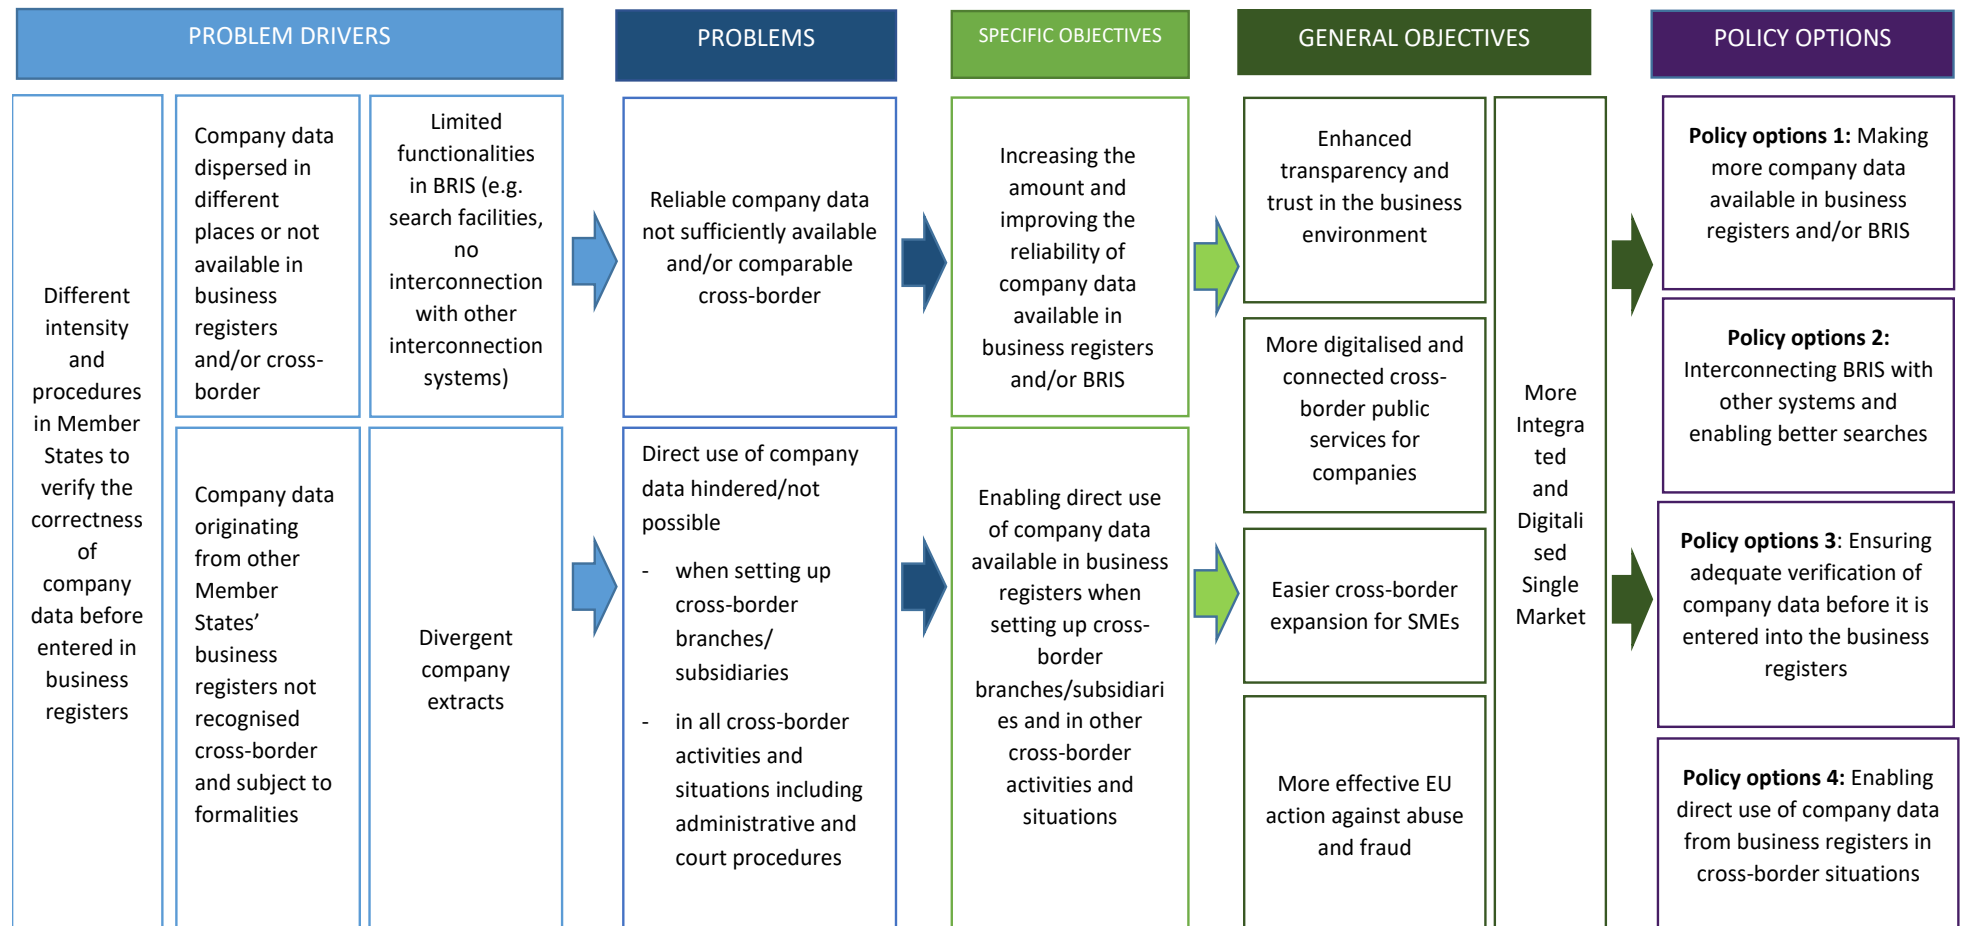 PROBLEM DRIVERS
PROBLEMS
SPECIFIC OBJECTIVES
GENERAL OBJECTIVES
POLICY OPTIONS
Different
intensity
and
procedures
in Member
States to
verify the
correctness
of
company
data before
entered in
business
registers
Company data
dispersed in
different
places or not
available in
business
registers
and/or cross-
border
Limited
functionalities
in BRIS (e.g.
search facilities,
no
interconnection
with other
interconnection
systems)
Company data
originating
from other
Member
States’
business
registers not
recognised
cross-border
and subject to
formalities
Divergent
company
extracts
Reliable company data
not sufficiently available
and/or comparable
cross-border
Direct use of company
data hindered/not
possible
- when setting up
cross-border
branches/
subsidiaries
- in all cross-border
activities and
situations including
administrative and
court procedures
Increasing the
amount and
improving the
reliability of
company data
available in
business registers
and/or BRIS
Enabling direct use
of company data
available in business
registers when
setting up cross-
border
branches/subsidiari
es and in other
cross-border
activities and
situations
Enhanced
transparency and
trust in the business
environment
More digitalised and
connected cross-
border public
services for
companies
Easier cross-border
expansion for SMEs
More effective EU
action against abuse
and fraud
More
Integra
ted
and
Digitali
sed
Single
Market
Policy options 1: Making
more company data
available in business
registers and/or BRIS
Policy options 2:
Interconnecting BRIS with
other systems and
enabling better searches
Policy options 3: Ensuring
adequate verification of
company data before it is
entered into the business
registers
Policy options 4: Enabling
direct use of company data
from business registers in
cross-border situations